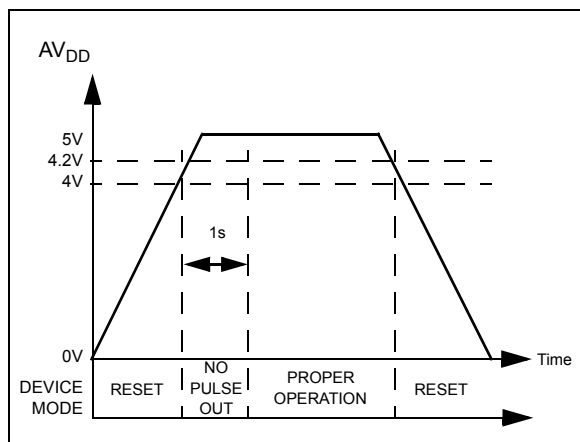 AVDD
5V
4.2V
4V
1s
0V
Time
DEVICE
MODE
RESET
NO
PULSE
OUT
PROPER
OPERATION
RESET